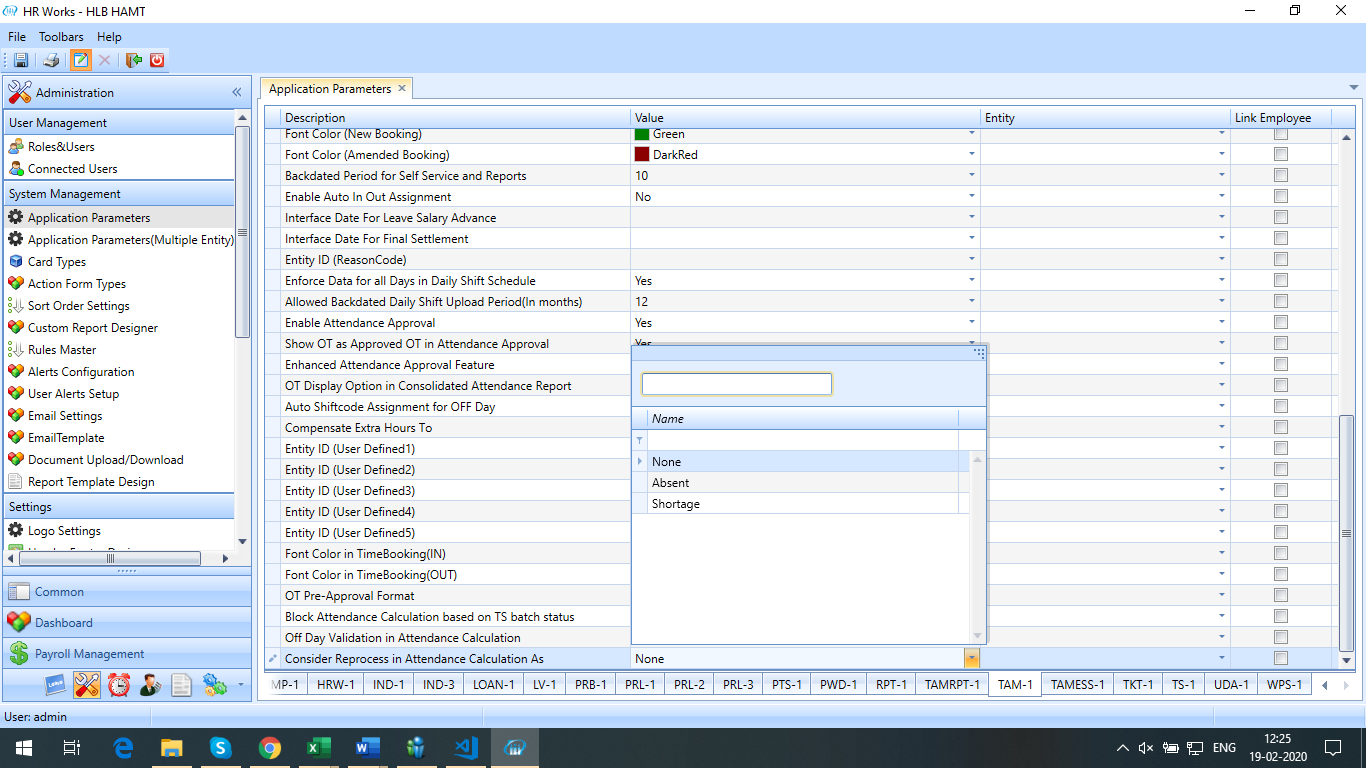 HR Works - HLB HAMT
File Toolbars Help
Administration
User Management
Roles&Users
Connected Users
System Management
Application Parameters
Application Parameters(Multiple Entity)
Card Types
Action Form Types
Sort Order Settings
Custom Report Designer
Rules Master
Alerts Configuration
User Alerts Setup
Email Settings
EmailTemplate
Document Upload/Download
Report Template Design
Settings
Logo Settings
Common
Dashboard
Payroll Management
Application Parameters
Description Value Entity Link Employee
Font Color (New Booking) Green
Font Color (Amended Booking) DarkRed
Backdated Period for Self Service and Reports 10
Enable Auto In Out Assignment No
Interface Date For Leave Salary Advance
Interface Date For Final Settlement
Entity ID (ReasonCode)
Enforce Data for all Days in Daily Shift Schedule Yes
Allowed Backdated Daily Shift Upload Period(In months) 12
Enable Attendance Approval Yes
Show OT as Approved OT in Attendance Approval Yes
Enhanced Attendance Approval Feature
OT Display Option in Consolidated Attendance Report
Auto Shiftcode Assignment for OFF Day
Compensate Extra Hours To
Entity ID (User Defined1)
Entity ID (User Defined2)
Entity ID (User Defined3)
Entity ID (User Defined4)
Entity ID (User Defined5)
Font Color in TimeBooking(IN)
Font Color in TimeBooking(OUT)
OT Pre-Approval Format
Block Attendance Calculation based on TS batch status
Off Day Validation in Attendance Calculation
Consider Reprocess in Attendance Calculation As None
Name
None
Absent
Shortage
MP-1 HRW-1 IND-1 IND-3 LOAN-1 LV-1 PRB-1 PRL-1 PRL-2 PRL-3 PTS-1 PWD-1 RPT-1 TAMRPT-1 TAM-1 TAMESS-1 TKT-1 TS-1 UDA-1 WPS-1
User: admin
ENG
12:25
19-02-2020